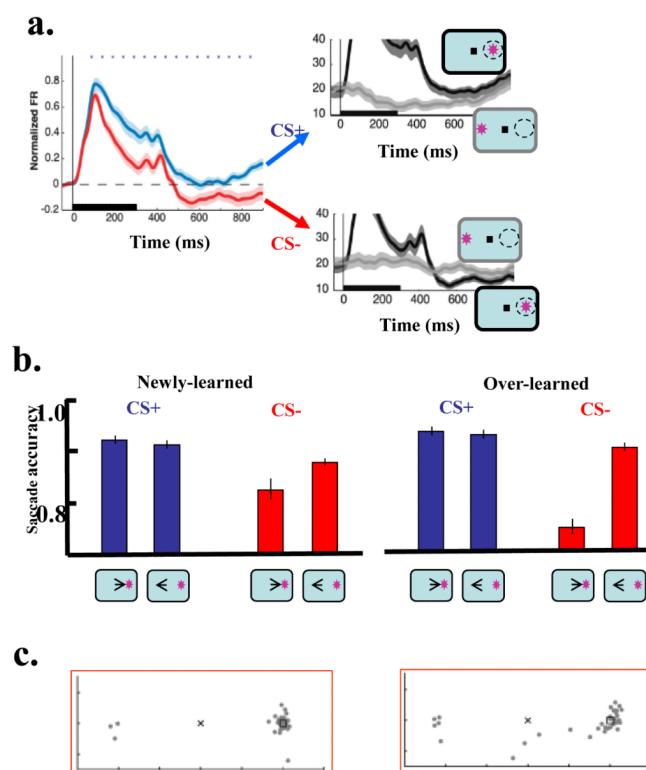 a.
Normalized FR
0.8
0.6
0.4
0.2
0
-0.2
0 200 400 600 800
Time (ms)
CS+
CS-
40
30
20
10
0 200 400 600
Time (ms)
40
30
20
10
0 200 400 600
Time (ms)
b.
Newly-learned
Over-learned
CS+
CS-
CS+
CS-
Saccade accuracy
1.0
0.8
c.